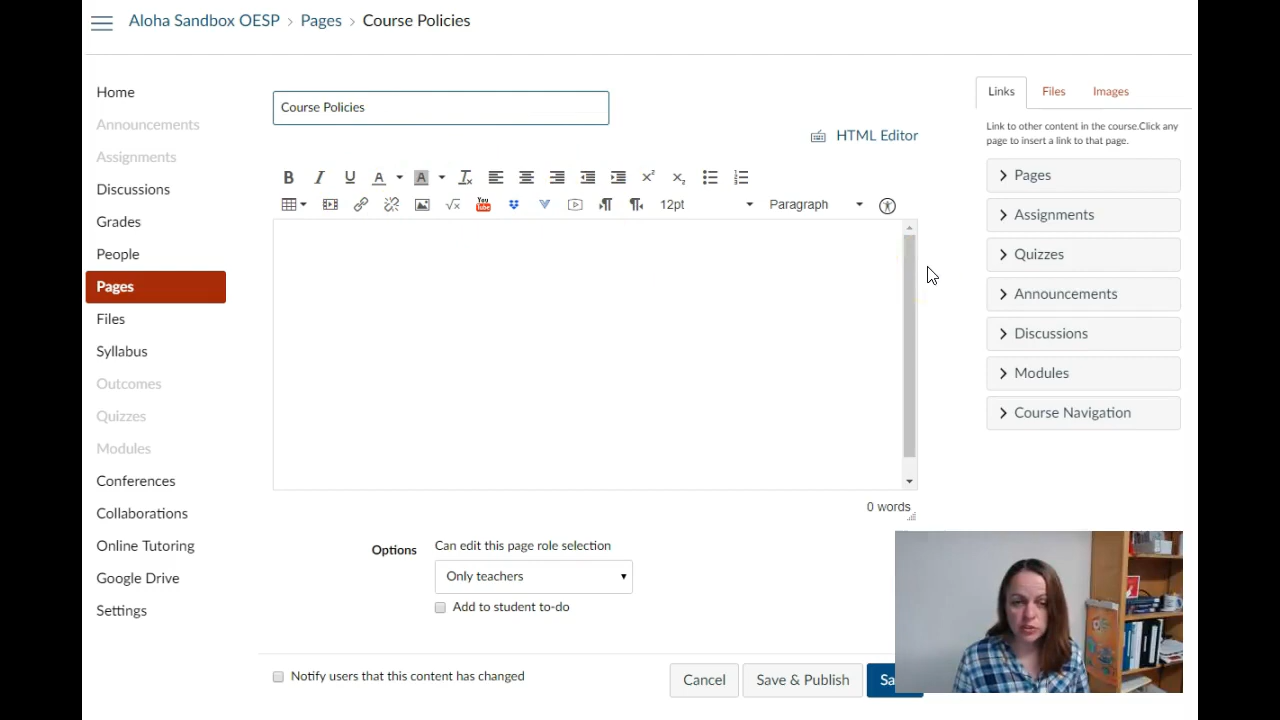 Aloha Sandbox OESP > Pages > Course Policies
Home
Announcements
Assignments
Discussions
Grades
People
Pages
Files
Syllabus
Outcomes
Quizzes
Modules
Conferences
Collaborations
Online Tutoring
Google Drive
Settings
Course Policies
HTML Editor
B I U A A
12pt Paragraph
0 words
Options
Can edit this page role selection
Only teachers
Add to student to-do
Notify users that this content has changed
Cancel
Save & Publish
Sa
Links Files Images
Link to other content in the course.Click any
page to insert a link to that page.
Pages
Assignments
Quizzes
Announcements
Discussions
Modules
Course Navigation